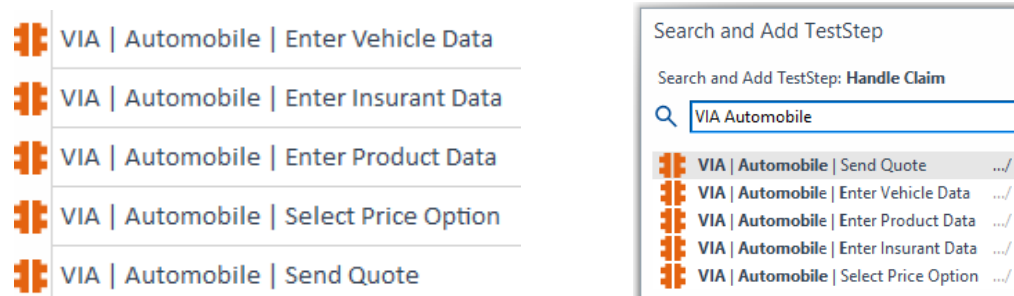 VIA | Automobile | Enter Vehicle Data
VIA | Automobile | Enter Insurant Data
VIA | Automobile | Enter Product Data
VIA | Automobile | Select Price Option
VIA | Automobile | Send Quote
Search and Add TestStep
Search and Add TestStep: Handle Claim
VIA Automobile
VIA | Automobile | Send Quote .../
VIA | Automobile | Enter Vehicle Data .../
VIA | Automobile | Enter Product Data .../
VIA | Automobile | Enter Insurant Data .../
VIA | Automobile | Select Price Option .../